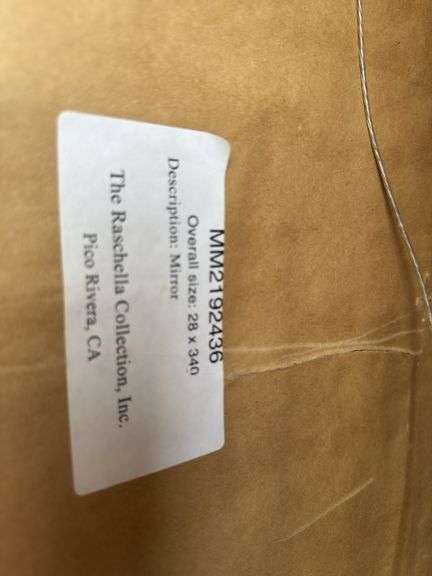 MM2192436
Overall size: 28 x 340
Description: Mirror
The Raschella Collection, Inc.
Pico Rivera, CA